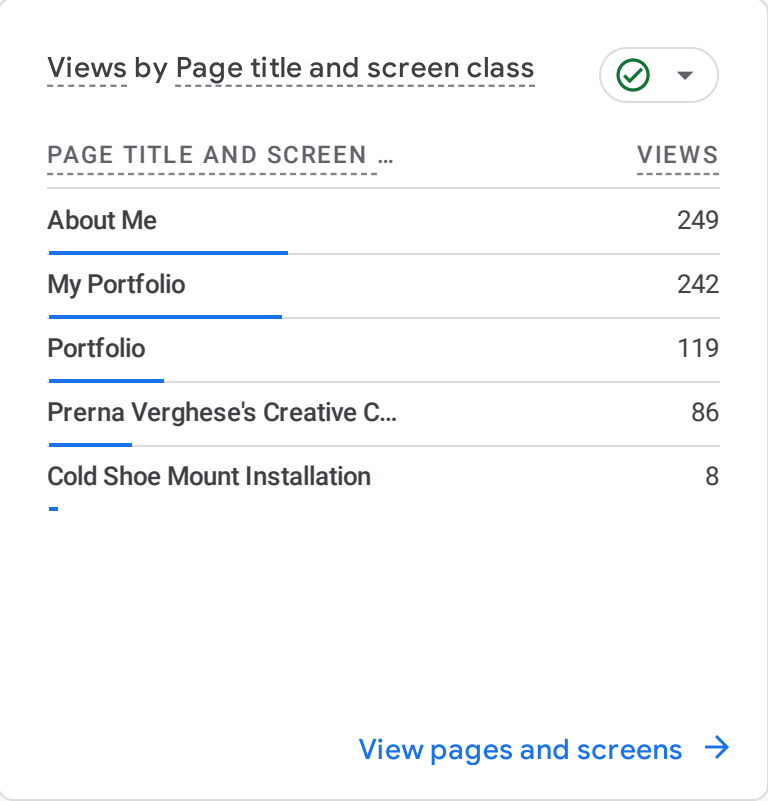 Views by Page title and screen class
PAGE TITLE AND SCREEN … VIEWS
About Me 249
My Portfolio 242
Portfolio 119
Prerna Verghese's Creative C… 86
Cold Shoe Mount Installation 8
View pages and screens